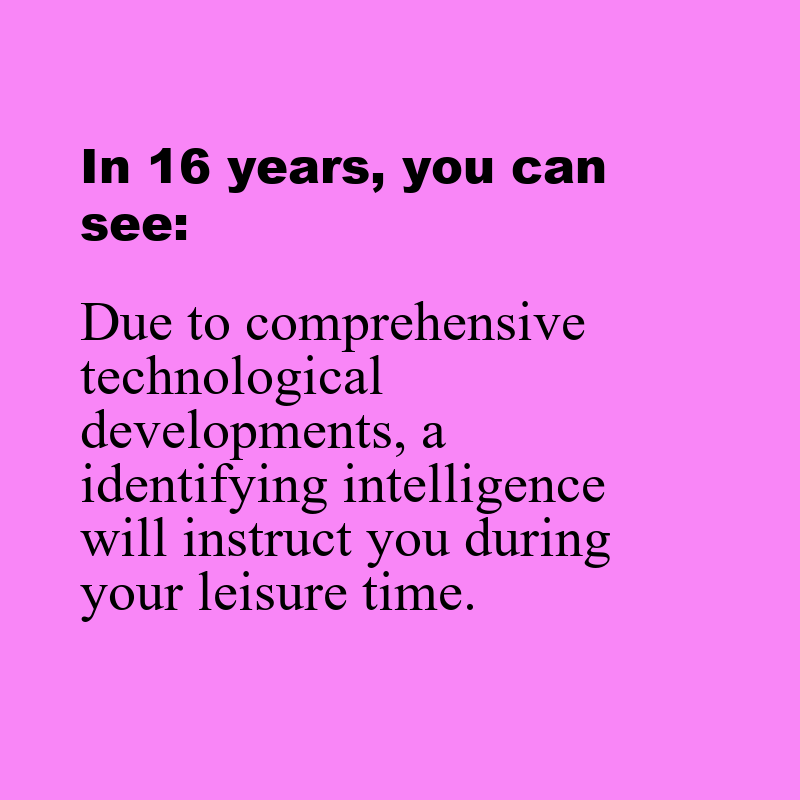 In 16 years, you can
see:
Due to comprehensive
technological
developments, a
identifying intelligence
will instruct you during
your leisure time.